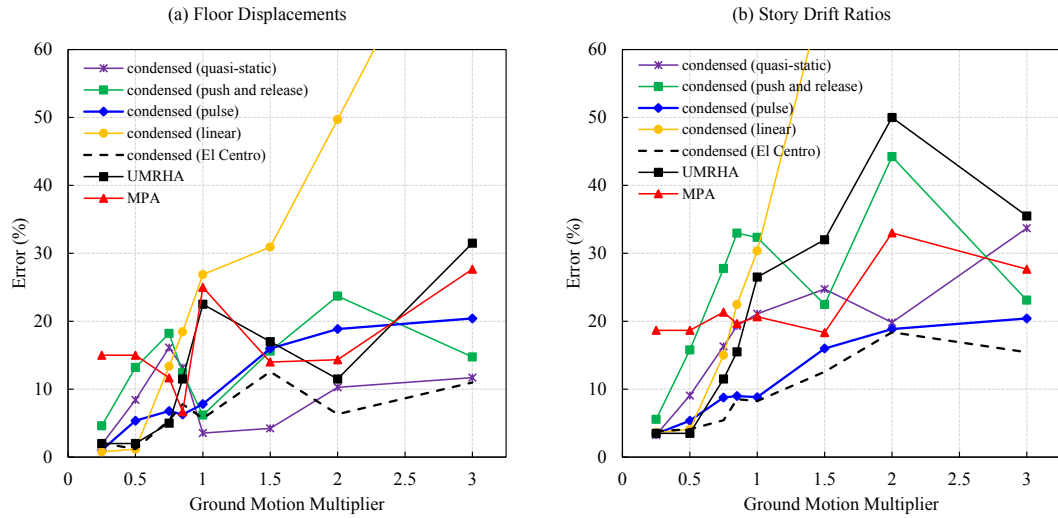 (a) Floor Displacements
60
50
40
30
20
10
0
Error (%)
condensed (quasi-static)
condensed (push and release)
condensed (pulse)
condensed (linear)
condensed (El Centro)
UMRHA
MPA
0 0.5 1 1.5 2 2.5 3
Ground Motion Multiplier
(b) Story Drift Ratios
60
50
40
30
20
10
0
Error (%)
condensed (quasi-static)
condensed (push and release)
condensed (pulse)
condensed (linear)
condensed (El Centro)
UMRHA
MPA
0 0.5 1 1.5 2 2.5 3
Ground Motion Multiplier